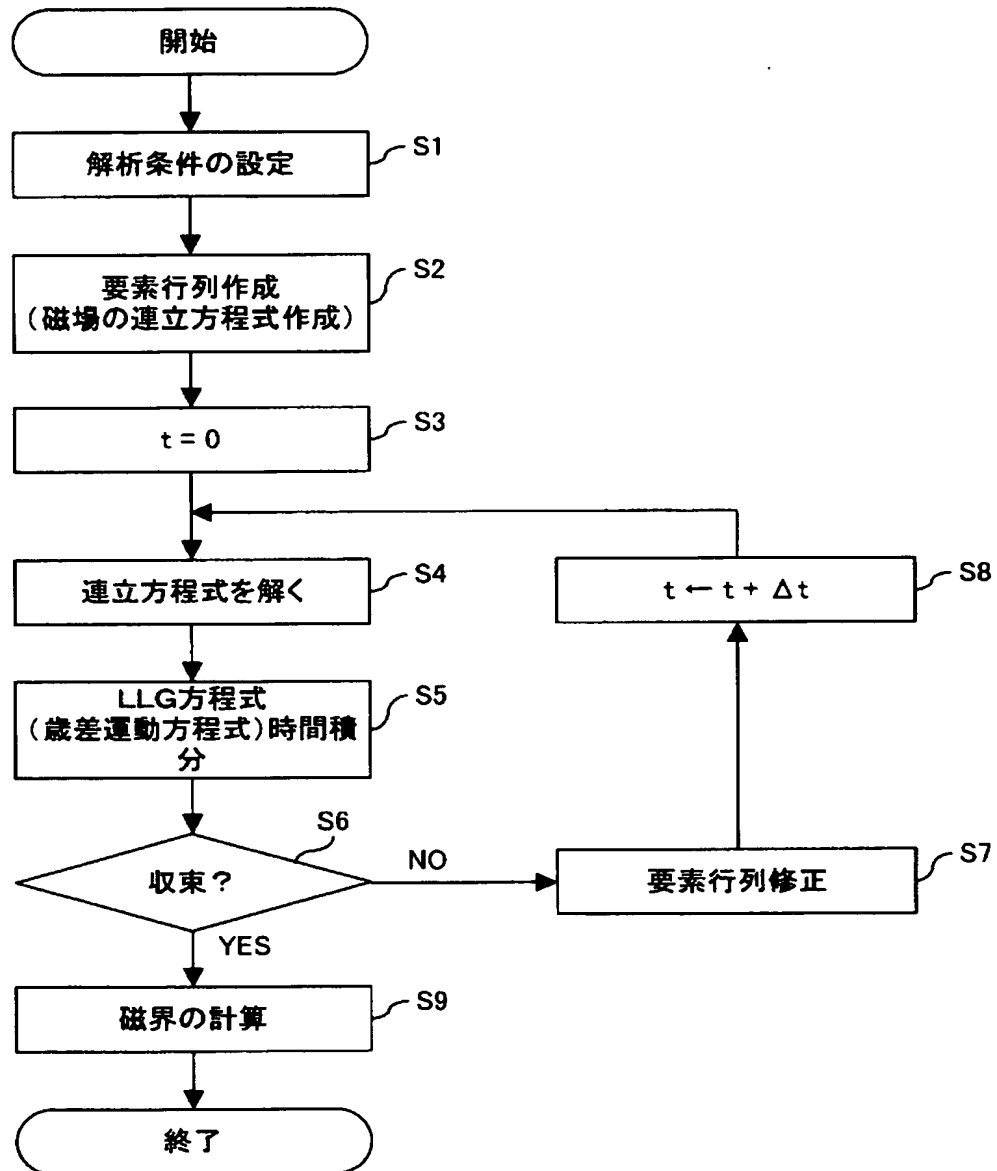 開始
解析条件の設定
S1
要素行列作成
（磁場の連立方程式作成）
S2
t = 0
S3
連立方程式を解く
S4
t ← t + Δt
S8
LLG方程式
（歳差運動方程式）時間積
分
S5
収束？
S6
NO
要素行列修正
S7
YES
磁界の計算
S9
終了